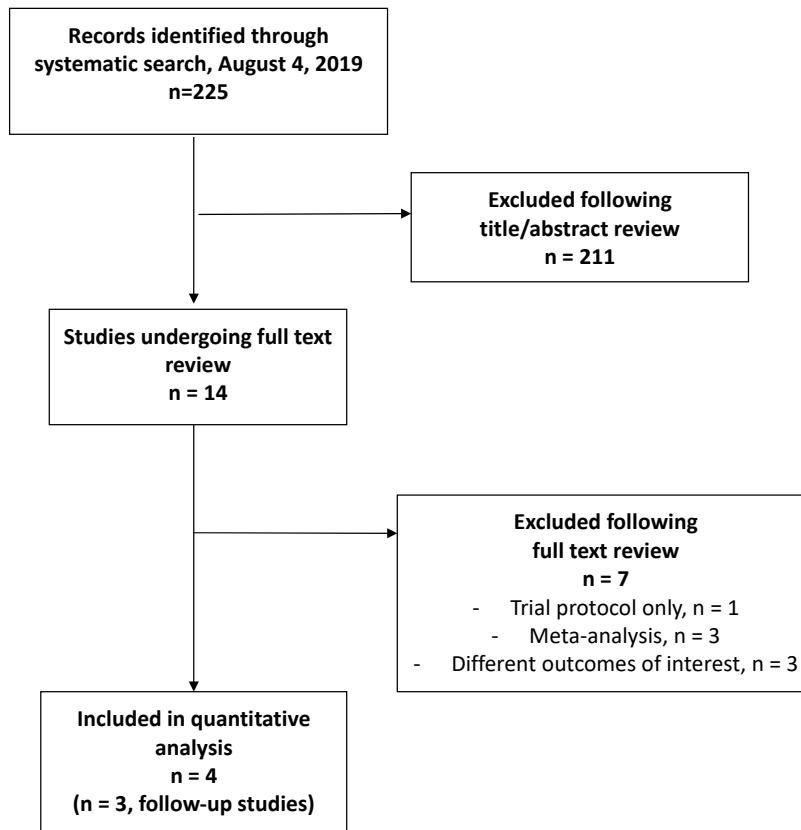 Records identified through
systematic search, August 4, 2019
n=225
Excluded following
title/abstract review
n = 211
Studies undergoing full text
review
n = 14
Excluded following
full text review
n = 7
- Trial protocol only, n = 1
- Meta-analysis, n = 3
- Different outcomes of interest, n = 3
Included in quantitative
analysis
n = 4
(n = 3, follow-up studies)